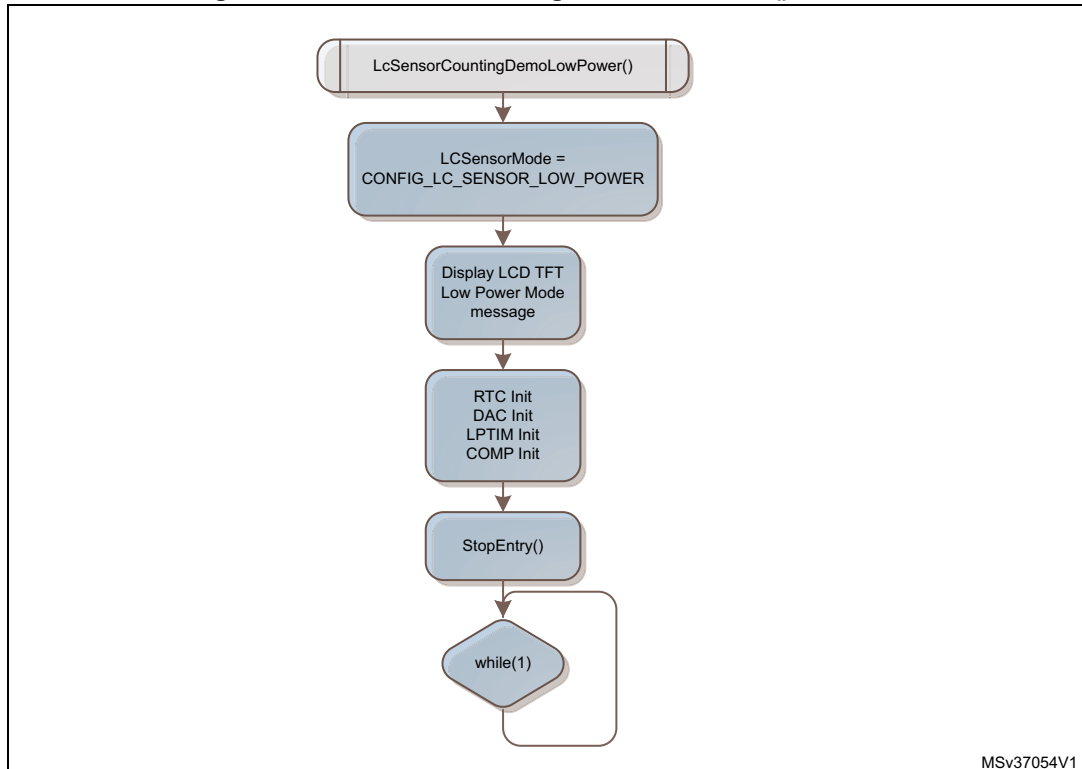 LcSensorCountingDemoLowPower()
LCSensorMode =
CONFIG_LC_SENSOR_LOW_POWER
Display LCD TFT
Low Power Mode
message
RTC Init
DAC Init
LPTIM Init
COMP Init
StopEntry()
while(1)
MSv37054V1